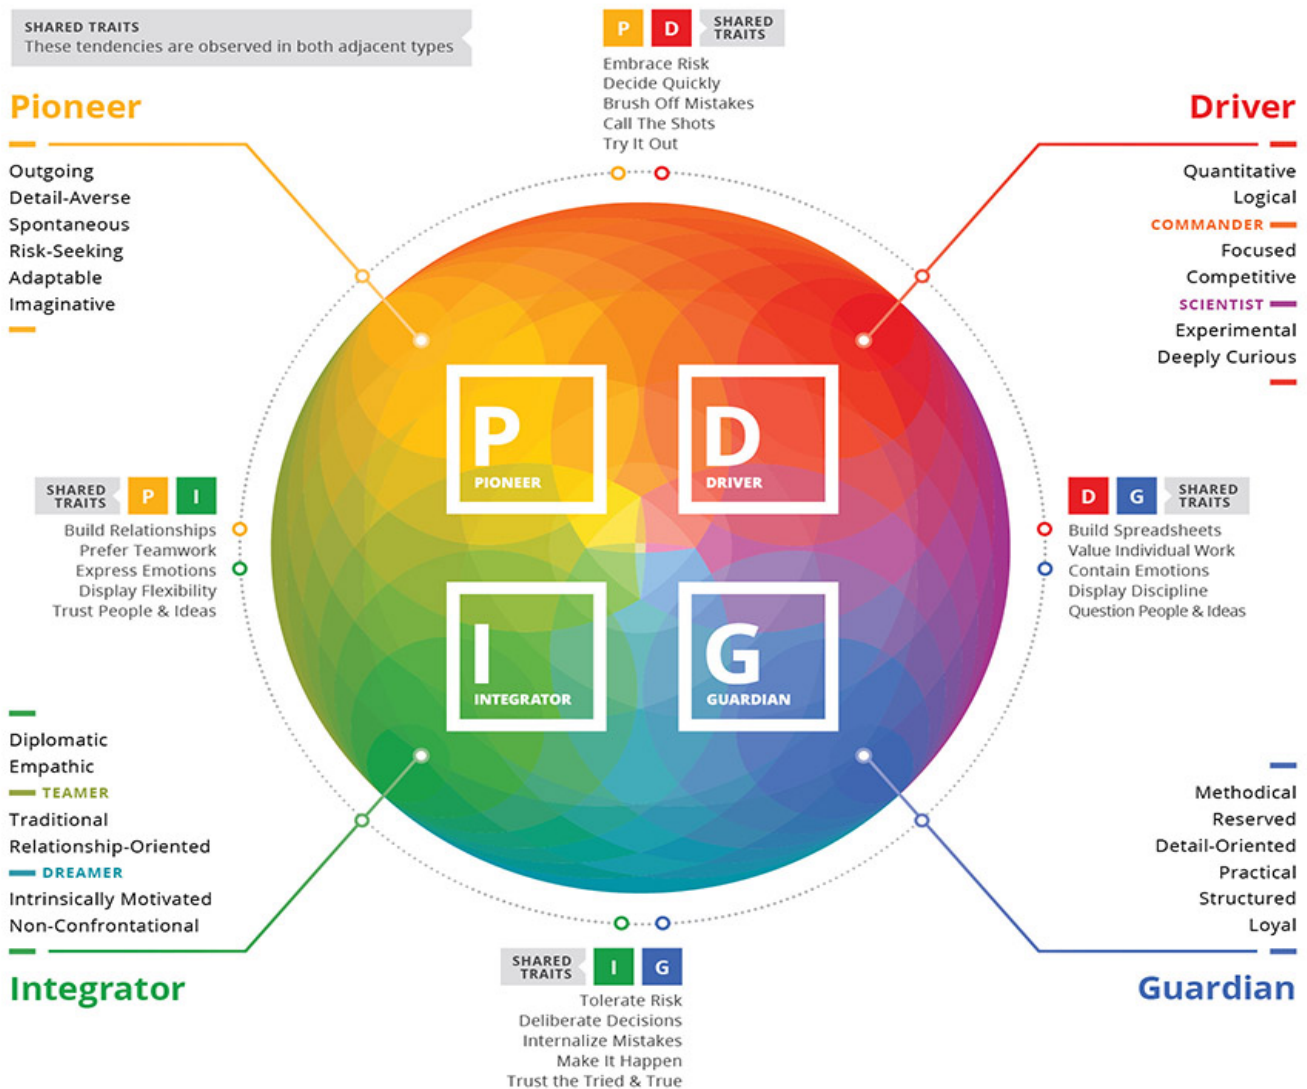 SHARED TRAITS
These tendencies are observed in both adjacent types
P D SHARED
TRAITS
Embrace Risk
Decide Quickly
Brush Off Mistakes
Call The Shots
Try It Out
Pioneer
Outgoing
Detail-Averse
Spontaneous
Risk-Seeking
Adaptable
Imaginative
Driver
Quantitative
Logical
COMMANDER
Focused
Competitive
SCIENTIST
Experimental
Deeply Curious
P
PIONEER
D
DRIVER
SHARED
TRAITS P I
Build Relationships
Prefer Teamwork
Express Emotions
Display Flexibility
Trust People & Ideas
D G SHARED
TRAITS
Build Spreadsheets
Value Individual Work
Contain Emotions
Display Discipline
Question People & Ideas
I
INTEGRATOR
G
GUARDIAN
Diplomatic
Empathic
TEAMER
Traditional
Relationship-Oriented
DREAMER
Intrinsically Motivated
Non-Confrontational
Integrator
Methodical
Reserved
Detail-Oriented
Practical
Structured
Loyal
Guardian
SHARED
TRAITS I G
Tolerate Risk
Deliberate Decisions
Internalize Mistakes
Make It Happen
Trust the Tried & True